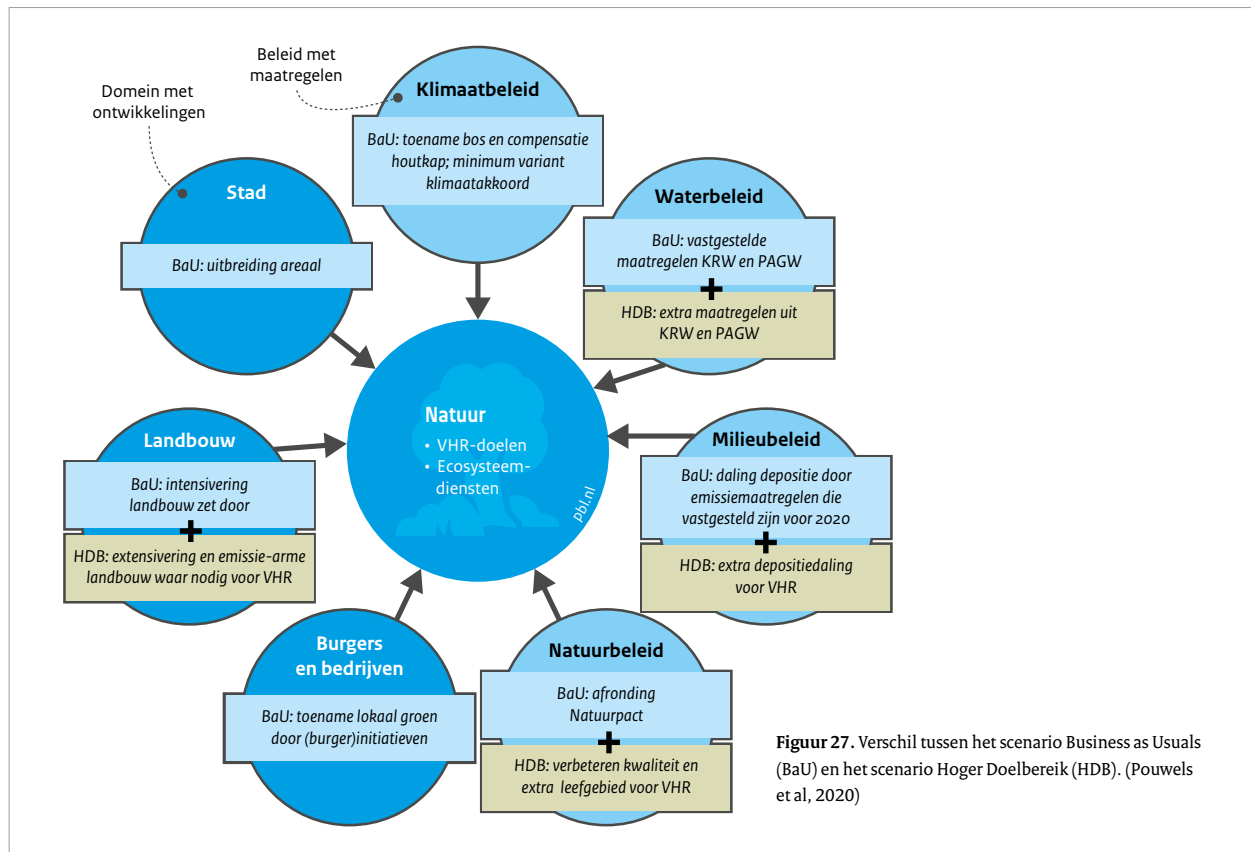 Beleid met
maatregelen
Domein met
ontwikkelingen
Klimaatbeleid
BaU: toename bos en compensatie
houtkap; minimum variant
klimaatakkoord
Stad
BaU: uitbreiding areaal
Waterbeleid
BaU: vastgestelde
maatregelen KRW en PAGW
+
HDB: extra maatregelen uit
KRW en PAGW
Natuur
• VHR-doelen
• Ecosysteem-
diensten
pbl.nl
Landbouw
BaU: intensivering
landbouw zet door
+
HDB: extensivering en emissie-arme
landbouw waar nodig voor VHR
Milieubeleid
BaU: daling depositie door
emissiemaatregelen die
vastgesteld zijn voor 2020
+
HDB: extra depositiedaling
voor VHR
Burgers
en bedrijven
BaU: toename lokaal groen
door (burger)initiatieven
Natuurbeleid
BaU: afronding
Natuurpact
+
HDB: verbeteren kwaliteit en
extra leefgebied voor VHR
Figuur 27. Verschil tussen het scenario Business as Usuals
(BaU) en het scenario Hoger Doelbereik (HDB). (Pouwels
et al, 2020)